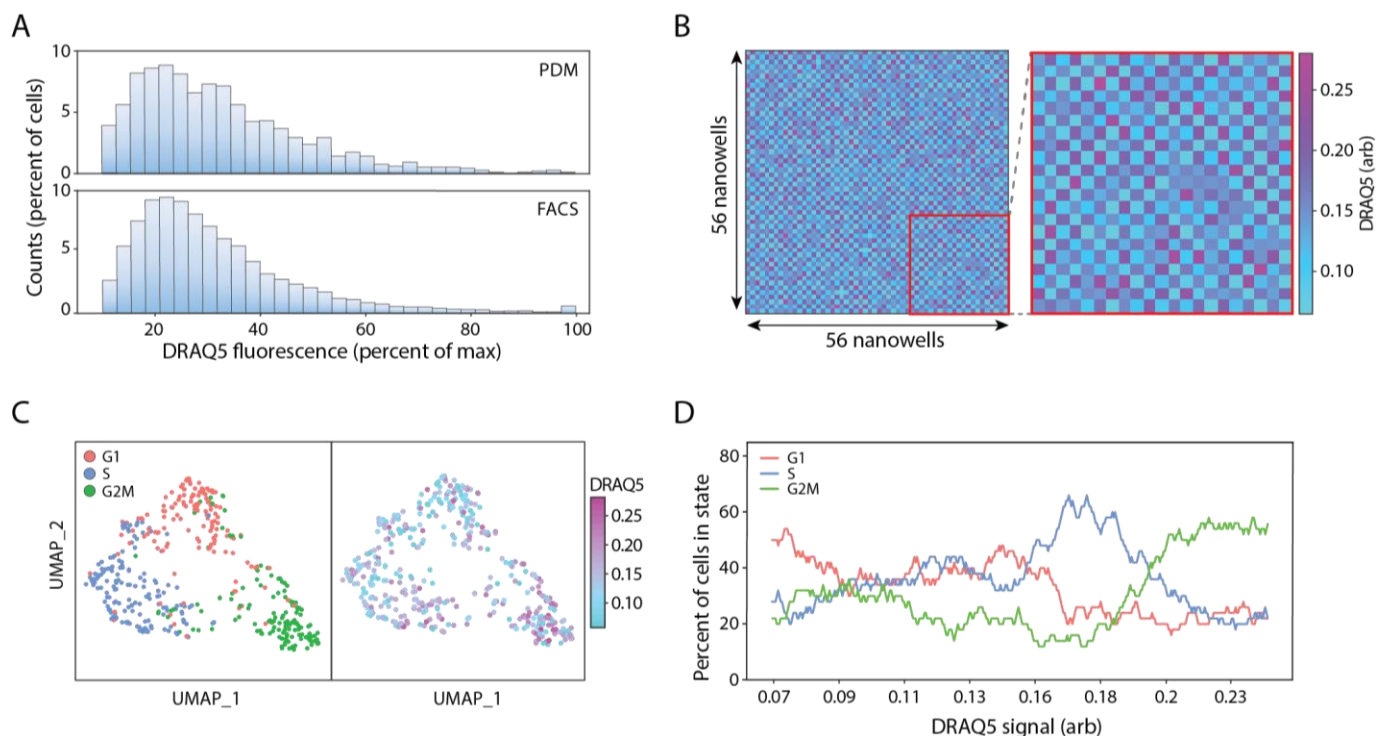 A
10
5
0
PDM
10
5
0
FACS
20 40 60 80 100
Counts (percent of cells)
DRAQ5 fluorescence (percent of max)
B
56 nanowells
56 nanowells
0.25
0.20
0.15
0.10
DRAQ5 (arb)
C
G1
S
G2M
UMAP_2
UMAP_1
UMAP_1
DRAQ5
0.25
0.20
0.15
0.10
D
80
60
40
20
0
G1
S
G2M
Percent of cells in state
0.07 0.09 0.11 0.13 0.16 0.18 0.2 0.23
DRAQ5 signal (arb)